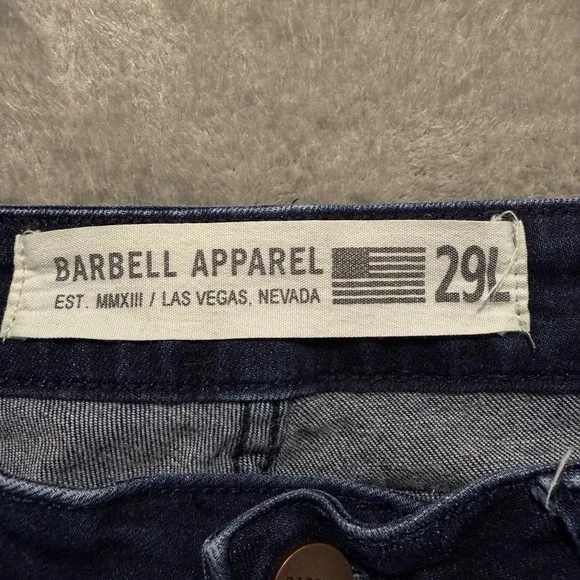 BARBELL APPAREL
EST. MMXIII / LAS VEGAS, NEVADA
29L